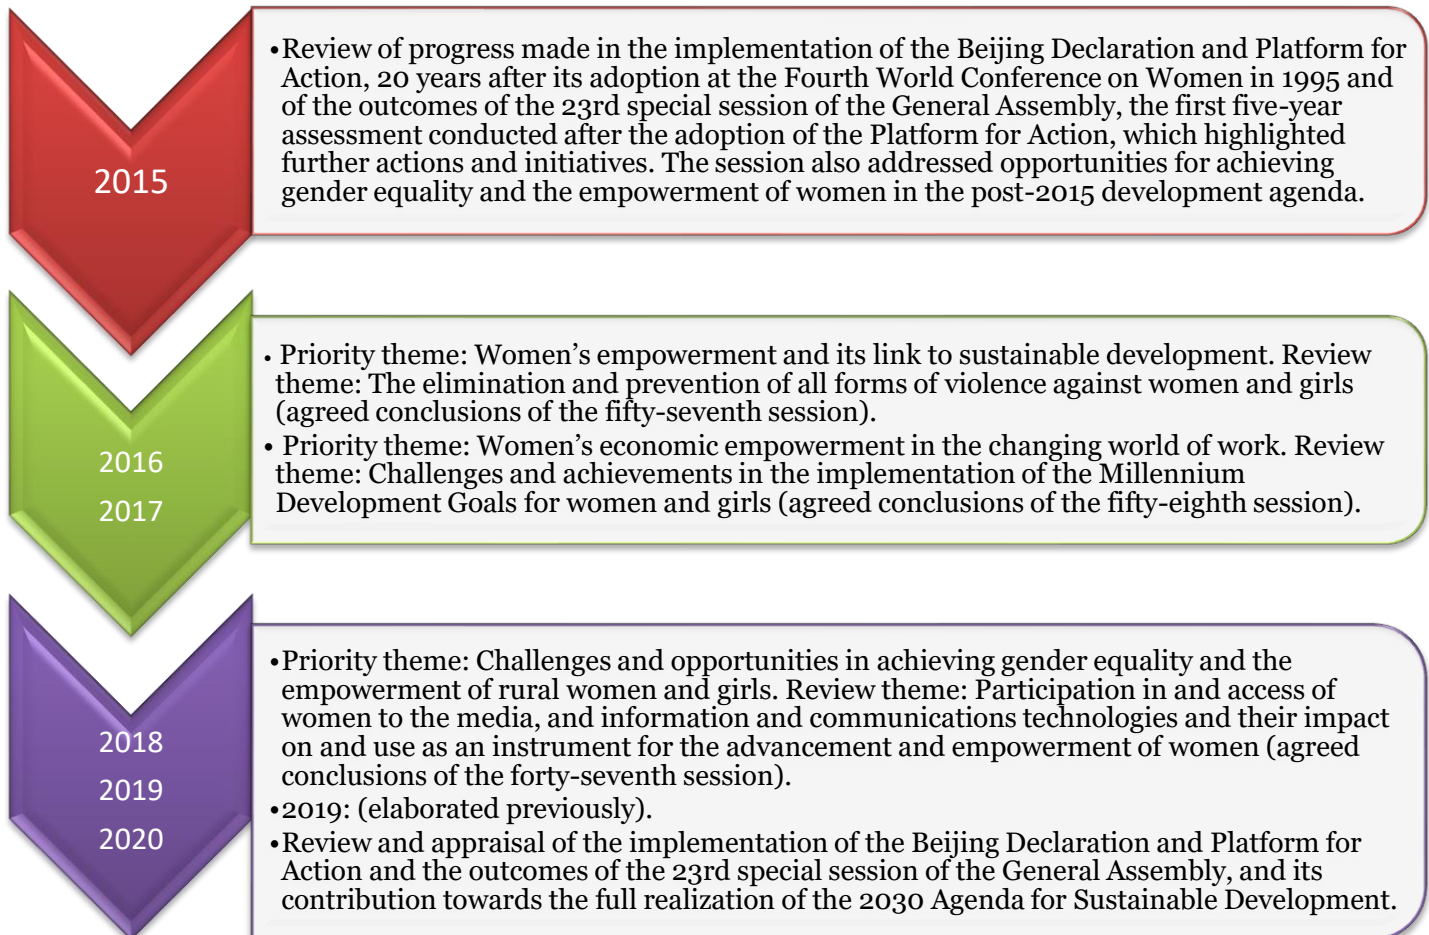 2015
•Review of progress made in the implementation of the Beijing Declaration and Platform for
Action, 20 years after its adoption at the Fourth World Conference on Women in 1995 and
of the outcomes of the 23rd special session of the General Assembly, the first five-year
assessment conducted after the adoption of the Platform for Action, which highlighted
further actions and initiatives. The session also addressed opportunities for achieving
gender equality and the empowerment of women in the post-2015 development agenda.
2016
2017
• Priority theme: Women’s empowerment and its link to sustainable development. Review
theme: The elimination and prevention of all forms of violence against women and girls
(agreed conclusions of the fifty-seventh session).
• Priority theme: Women’s economic empowerment in the changing world of work. Review
theme: Challenges and achievements in the implementation of the Millennium
Development Goals for women and girls (agreed conclusions of the fifty-eighth session).
2018
2019
2020
•Priority theme: Challenges and opportunities in achieving gender equality and the
empowerment of rural women and girls. Review theme: Participation in and access of
women to the media, and information and communications technologies and their impact
on and use as an instrument for the advancement and empowerment of women (agreed
conclusions of the forty-seventh session).
•2019: (elaborated previously).
•Review and appraisal of the implementation of the Beijing Declaration and Platform for
Action and the outcomes of the 23rd special session of the General Assembly, and its
contribution towards the full realization of the 2030 Agenda for Sustainable Development.